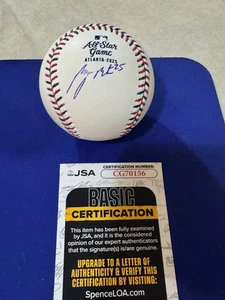 All-Star
Game
ATLANTA•2025
25
JSA
CERTIFICATION NUMBER:
CG70156
BASIC
CERTIFICATION
This item has been fully examined
by JSA, and it is the considered
opinion of our expert authenticators
that the signature(s) is/are genuine.
UPGRADE TO A LETTER OF
AUTHENTICITY & VERIFY THIS
CERTIFICATION BY VISITING:
SpenceLOA.com